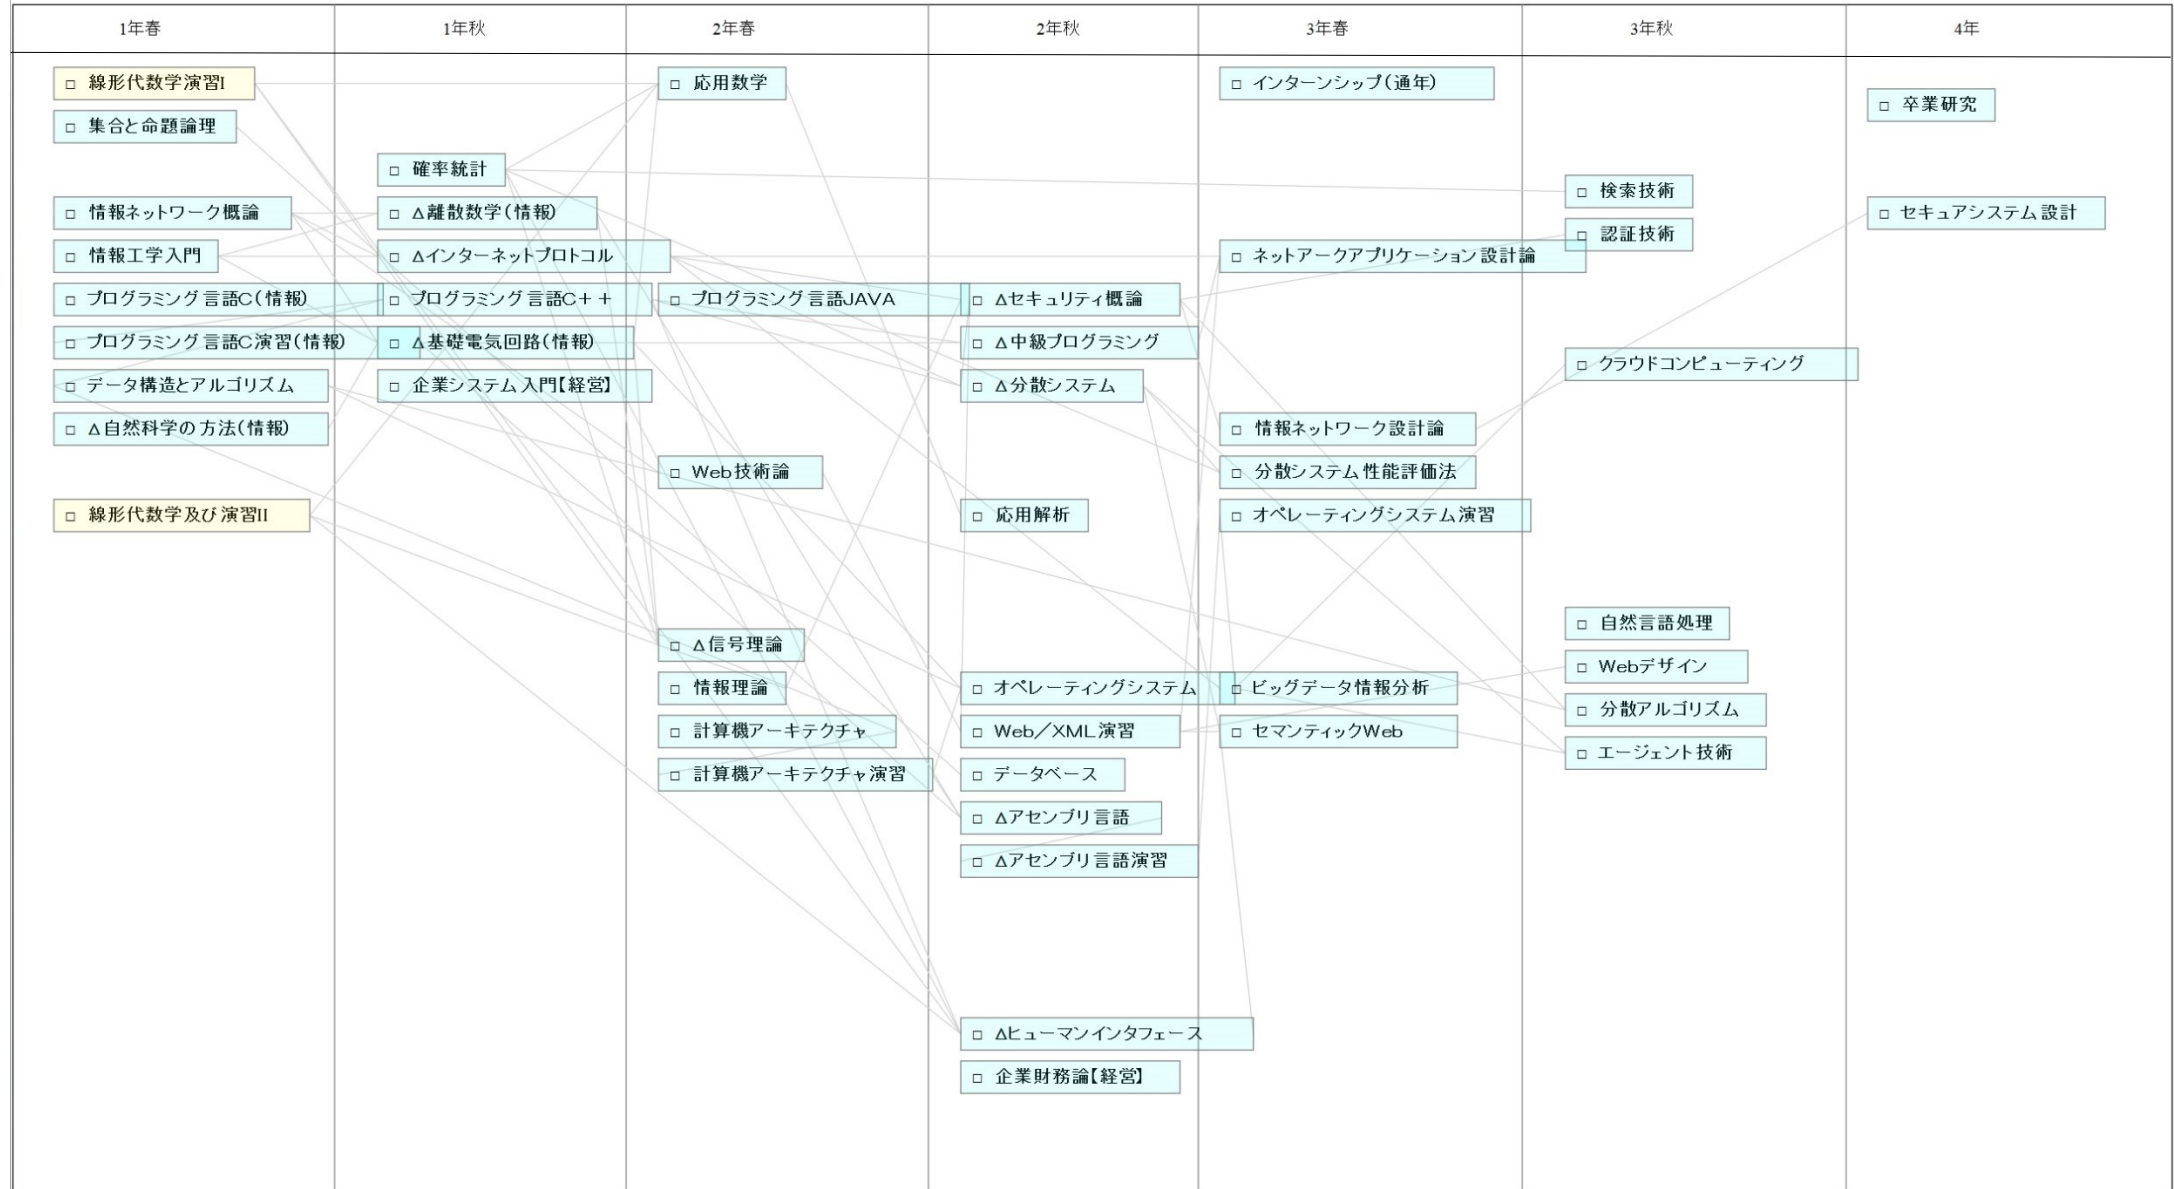 1年春
1年秋
2年春
2年秋
3年春
3年秋
4年
□ 線形代数学演習I
□ 集合と命題論理
□ 情報ネットワーク概論
□ 情報工学入門
□ プログラミング言語C(情報)
□ プログラミング言語C演習(情報)
□ データ構造とアルゴリズム
□ △自然科学の方法(情報)
□ 線形代数学及び演習II
□ 確率統計
□ △離散数学(情報)
□ △インターネットプロトコル
□ プログラミング言語C++
□ △基礎電気回路(情報)
□ 企業システム入門【経営】
□ 応用数学
□ プログラミング言語JAVA
□ Web技術論
□ △信号理論
□ 情報理論
□ 計算機アーキテクチャ
□ 計算機アーキテクチャ演習
□ △セキュリティ概論
□ △中級プログラミング
□ △分散システム
□ 応用解析
□ オペレーティングシステム
□ Web/XML演習
□ データベース
□ △アセンブリ言語
□ △アセンブリ言語演習
□ △ヒューマンインタフェース
□ 企業財務論【経営】
□ インターンシップ(通年)
□ ネットアークアプリケーション設計論
□ 情報ネットワーク設計論
□ 分散システム性能評価法
□ オペレーティングシステム演習
□ ビッグデータ情報分析
□ セマンティックWeb
□ 検索技術
□ 認証技術
□ クラウドコンピューティング
□ 自然言語処理
□ Webデザイン
□ 分散アルゴリズム
□ エージェント技術
□ 卒業研究
□ セキュアシステム設計